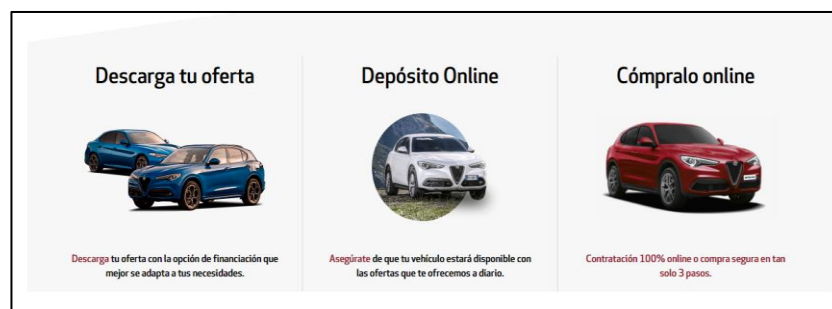 Descarga tu oferta
Descarga tu oferta con la opción de financiación que
mejor se adapta a tus necesidades.
Depósito Online
Asegúrate de que tu vehículo estará disponible con
las ofertas que te ofrecemos a diario.
Cómpralo online
Contratación 100% online o compra segura en tan
solo 3 pasos.